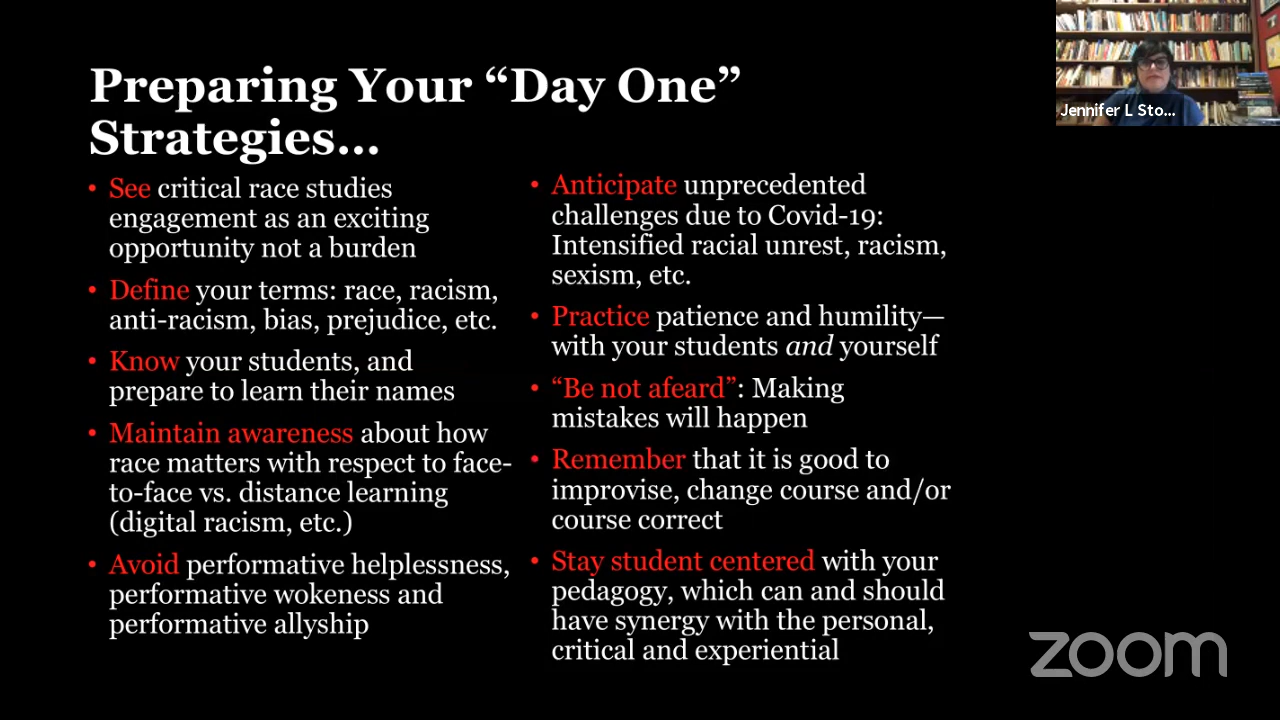 Preparing Your “Day One”
Strategies...
• See critical race studies
engagement as an exciting
opportunity not a burden
• Define your terms: race, racism,
anti-racism, bias, prejudice, etc.
• Know your students, and
prepare to learn their names
• Maintain awareness about how
race matters with respect to face-
to-face vs. distance learning
(digital racism, etc.)
• Avoid performative helplessness,
performative wokeness and
performative allyship
• Anticipate unprecedented
challenges due to Covid-19:
Intensified racial unrest, racism,
sexism, etc.
• Practice patience and humility—
with your students and yourself
• “Be not afeard”: Making
mistakes will happen
• Remember that it is good to
improvise, change course and/or
course correct
• Stay student centered with your
pedagogy, which can and should
have synergy with the personal,
critical and experiential
Jennifer L Sto...
zoom